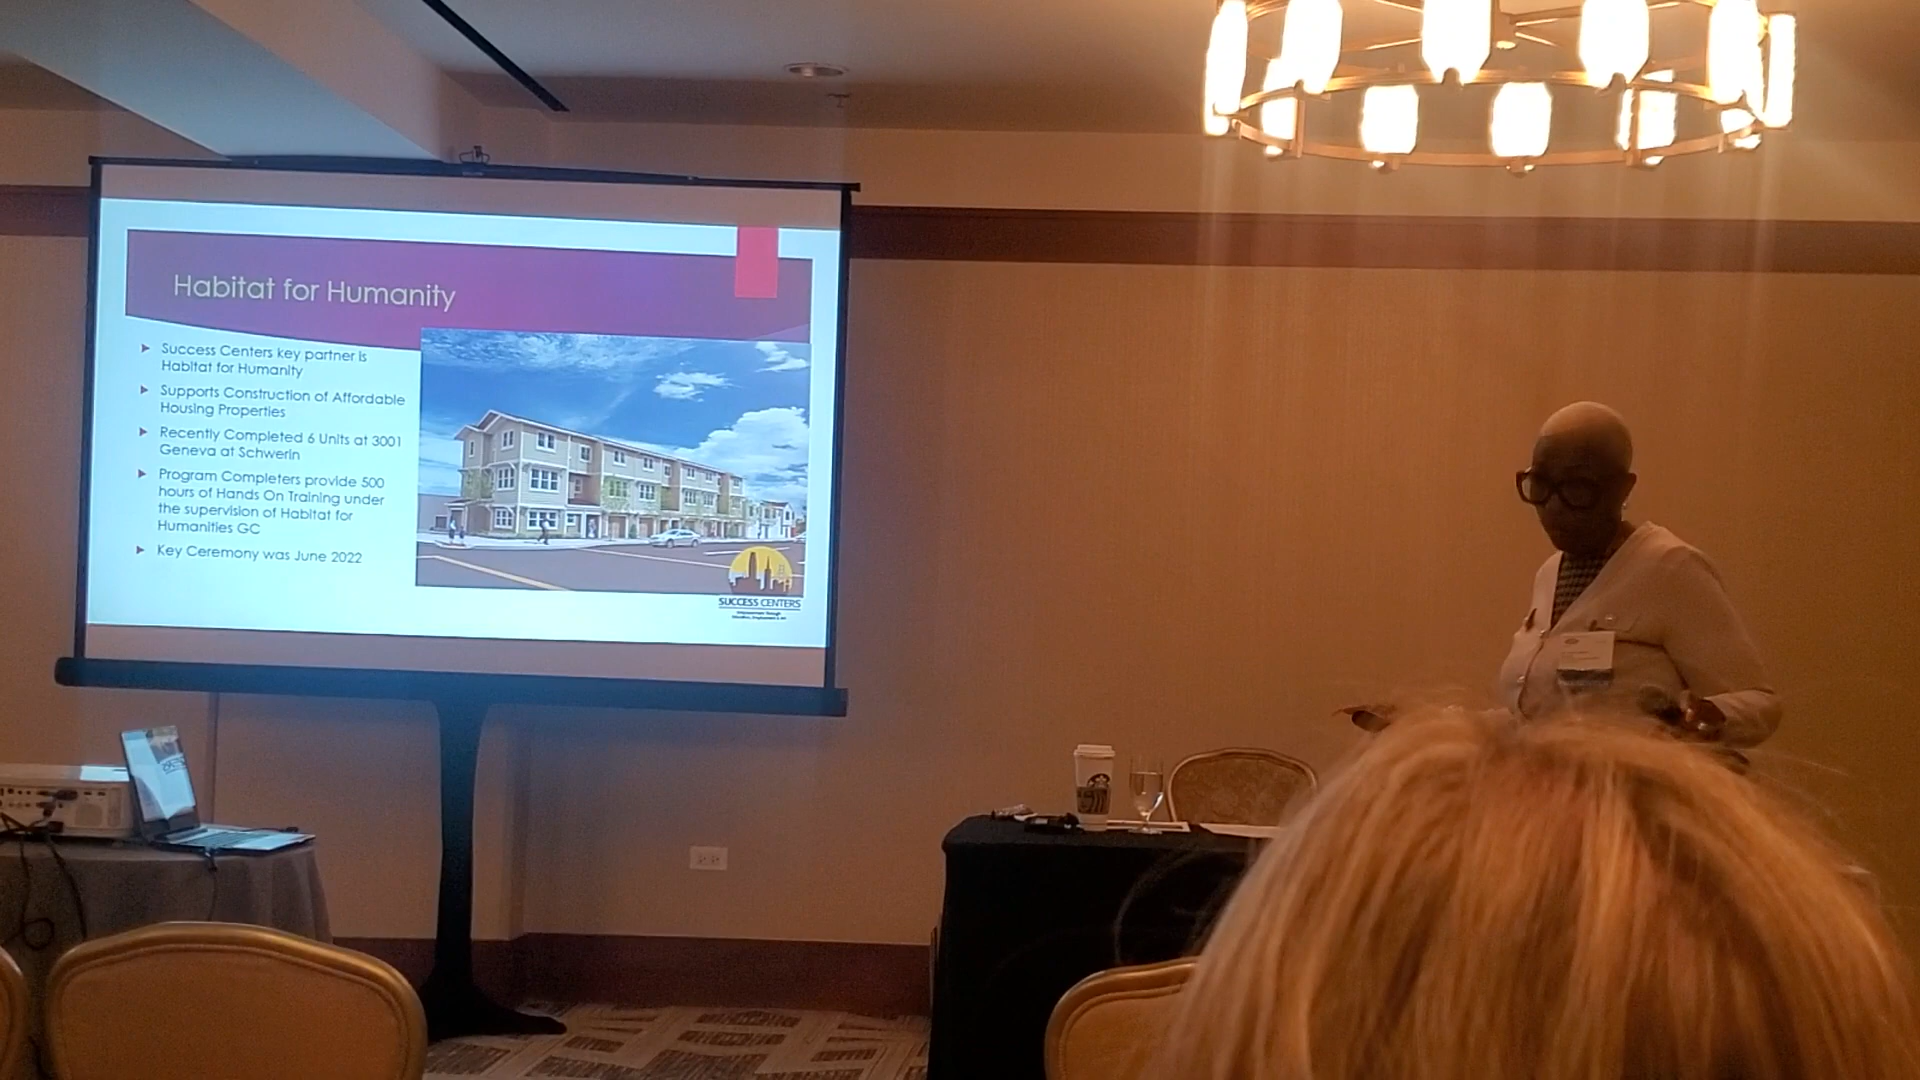 Habitat for Humanity
Success Centers key partner is
Habitat for Humanity
Supports Construction of Affordable
Housing Properties
Recently Completed 6 Units at 3001
Geneva at Schwerin
Program Completers provide 500
hours of Hands On Training under
the supervision of Habitat for
Humanities GC
Key Ceremony was June 2022
SUCCESS CENTERS